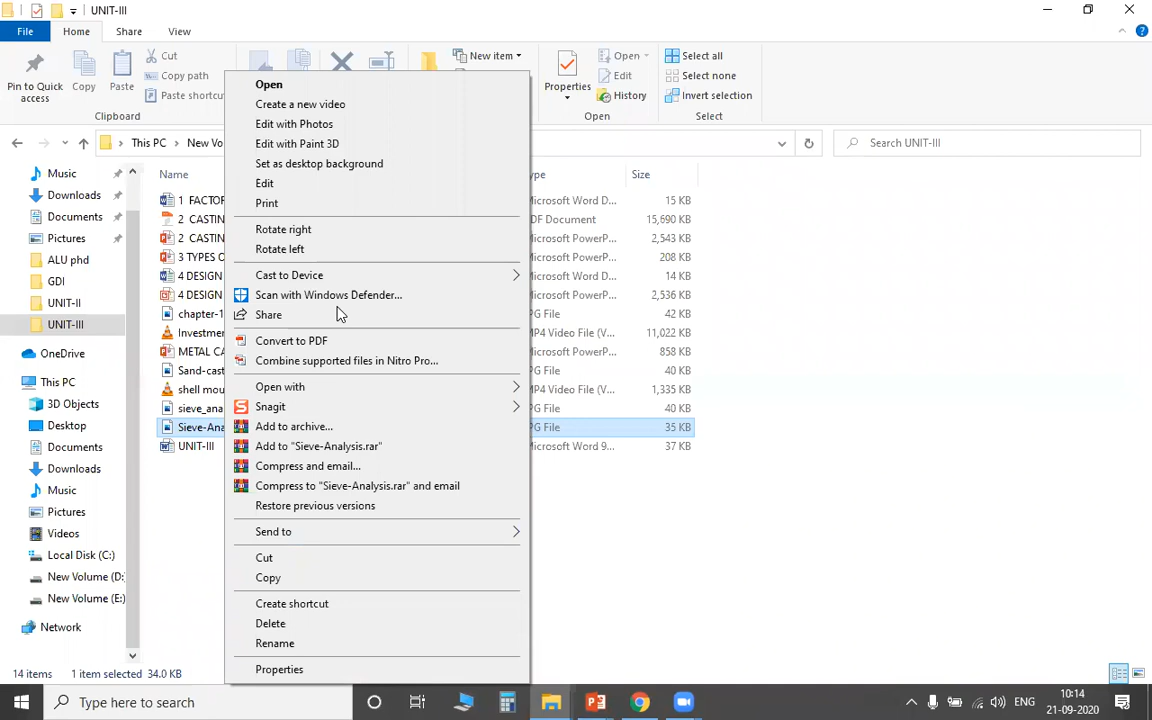 UNIT-III
File
Home
Share
View
Pin to Quick access
Copy
Paste
Cut
Copy path
Paste shortcu
Clipboard
New item
Properties
Open
Edit
History
Open
Select all
Select none
Invert selection
Select
This PC
New Vo
Search UNIT-III
Music
Downloads
Documents
Pictures
ALU phd
GDI
UNIT-II
UNIT-III
OneDrive
This PC
3D Objects
Desktop
Documents
Downloads
Music
Pictures
Videos
Local Disk (C:)
New Volume (D:
New Volume (E:)
Network
Name ype Size
1 FACTOR Microsoft Word D... 15 KB
2 CASTIN DF Document 15,690 KB
2 CASTIN Microsoft PowerP... 2,543 KB
3 TYPES O Microsoft PowerP... 208 KB
4 DESIGN Microsoft Word D... 14 KB
4 DESIGN Microsoft PowerP... 2,536 KB
chapter-1 PG File 42 KB
Investmen MP4 Video File (V... 11,022 KB
METAL CA Microsoft PowerP... 858 KB
Sand-cast PG File 40 KB
shell mou MP4 Video File (V... 1,335 KB
sieve_ana PG File 40 KB
Sieve-Ana PG File 35 KB
UNIT-III Microsoft Word 9... 37 KB
Open
Create a new video
Edit with Photos
Edit with Paint 3D
Set as desktop background
Edit
Print
Rotate right
Rotate left
Cast to Device
Scan with Windows Defender...
Share
Convert to PDF
Combine supported files in Nitro Pro...
Open with
Snagit
Add to archive...
Add to "Sieve-Analysis.rar"
Compress and email...
Compress to "Sieve-Analysis.rar" and email
Restore previous versions
Send to
Cut
Copy
Create shortcut
Delete
Rename
Properties
14 items 1 item selected 34.0 KB
Type here to search
ENG
10:14
21-09-2020